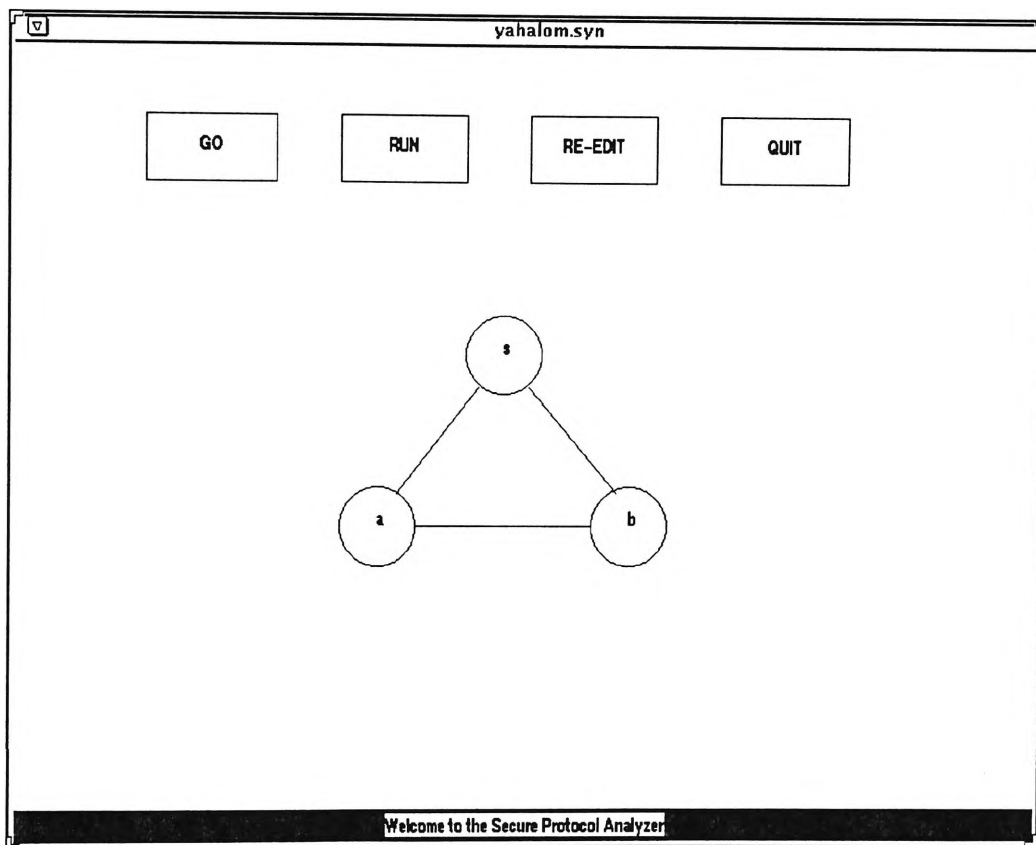 yahalom.syn
GO RUN RE-EDIT QUIT
s
a b
Welcome to the Secure Protocol Analyzer